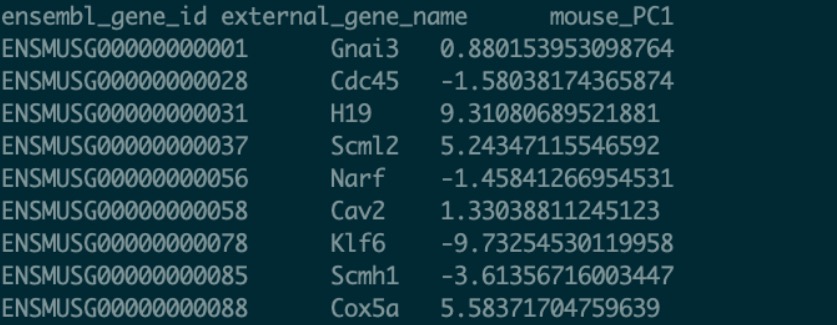 ensembl_gene_id external_gene_name mouse_PC1
ENSMUSG00000000001 Gnai3 0.880153953098764
ENSMUSG00000000028 Cdc45 -1.58038174365874
ENSMUSG00000000031 H19 9.31080689521881
ENSMUSG00000000037 Scml2 5.24347115546592
ENSMUSG00000000056 Narf -1.45841266954531
ENSMUSG00000000058 Cav2 1.33038811245123
ENSMUSG00000000078 Klf6 -9.73254530119958
ENSMUSG00000000085 Scmh1 -3.61356716003447
ENSMUSG00000000088 Cox5a 5.58371704759639